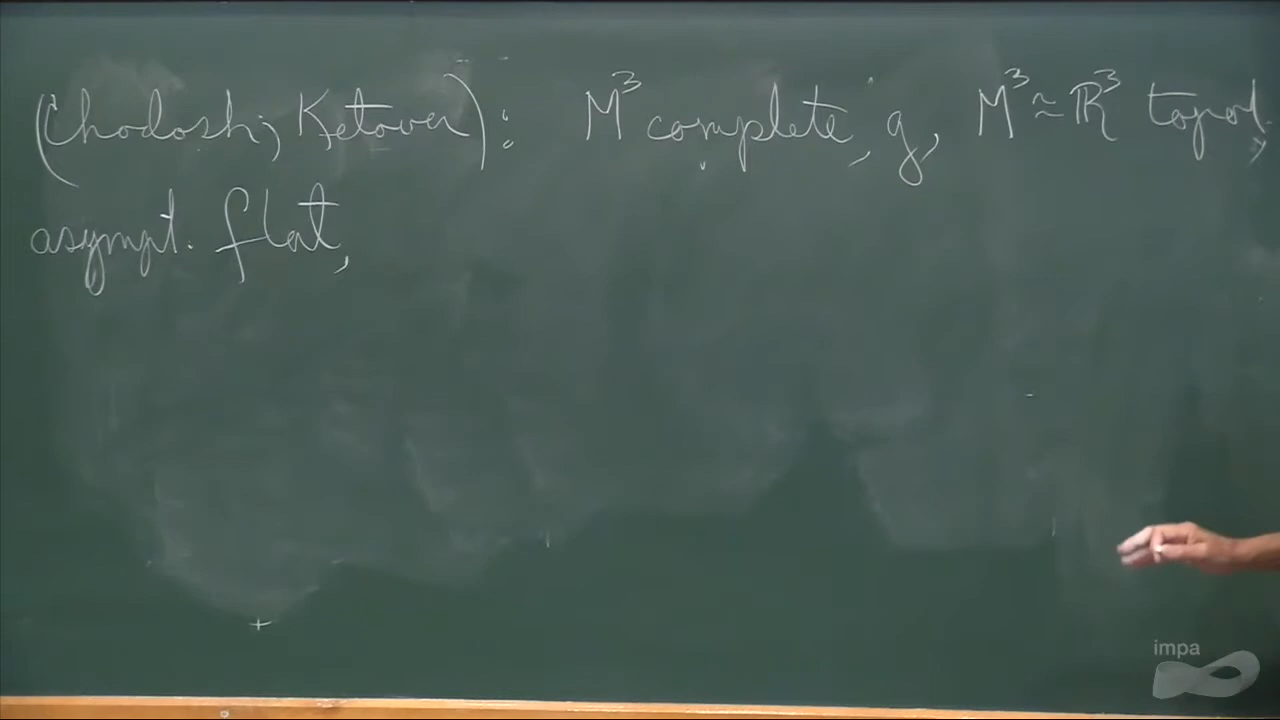 (Chodosh; Ketover): M³ complete, g, M³ ≈ ℝ³ topol.,
asympt. flat,
impa